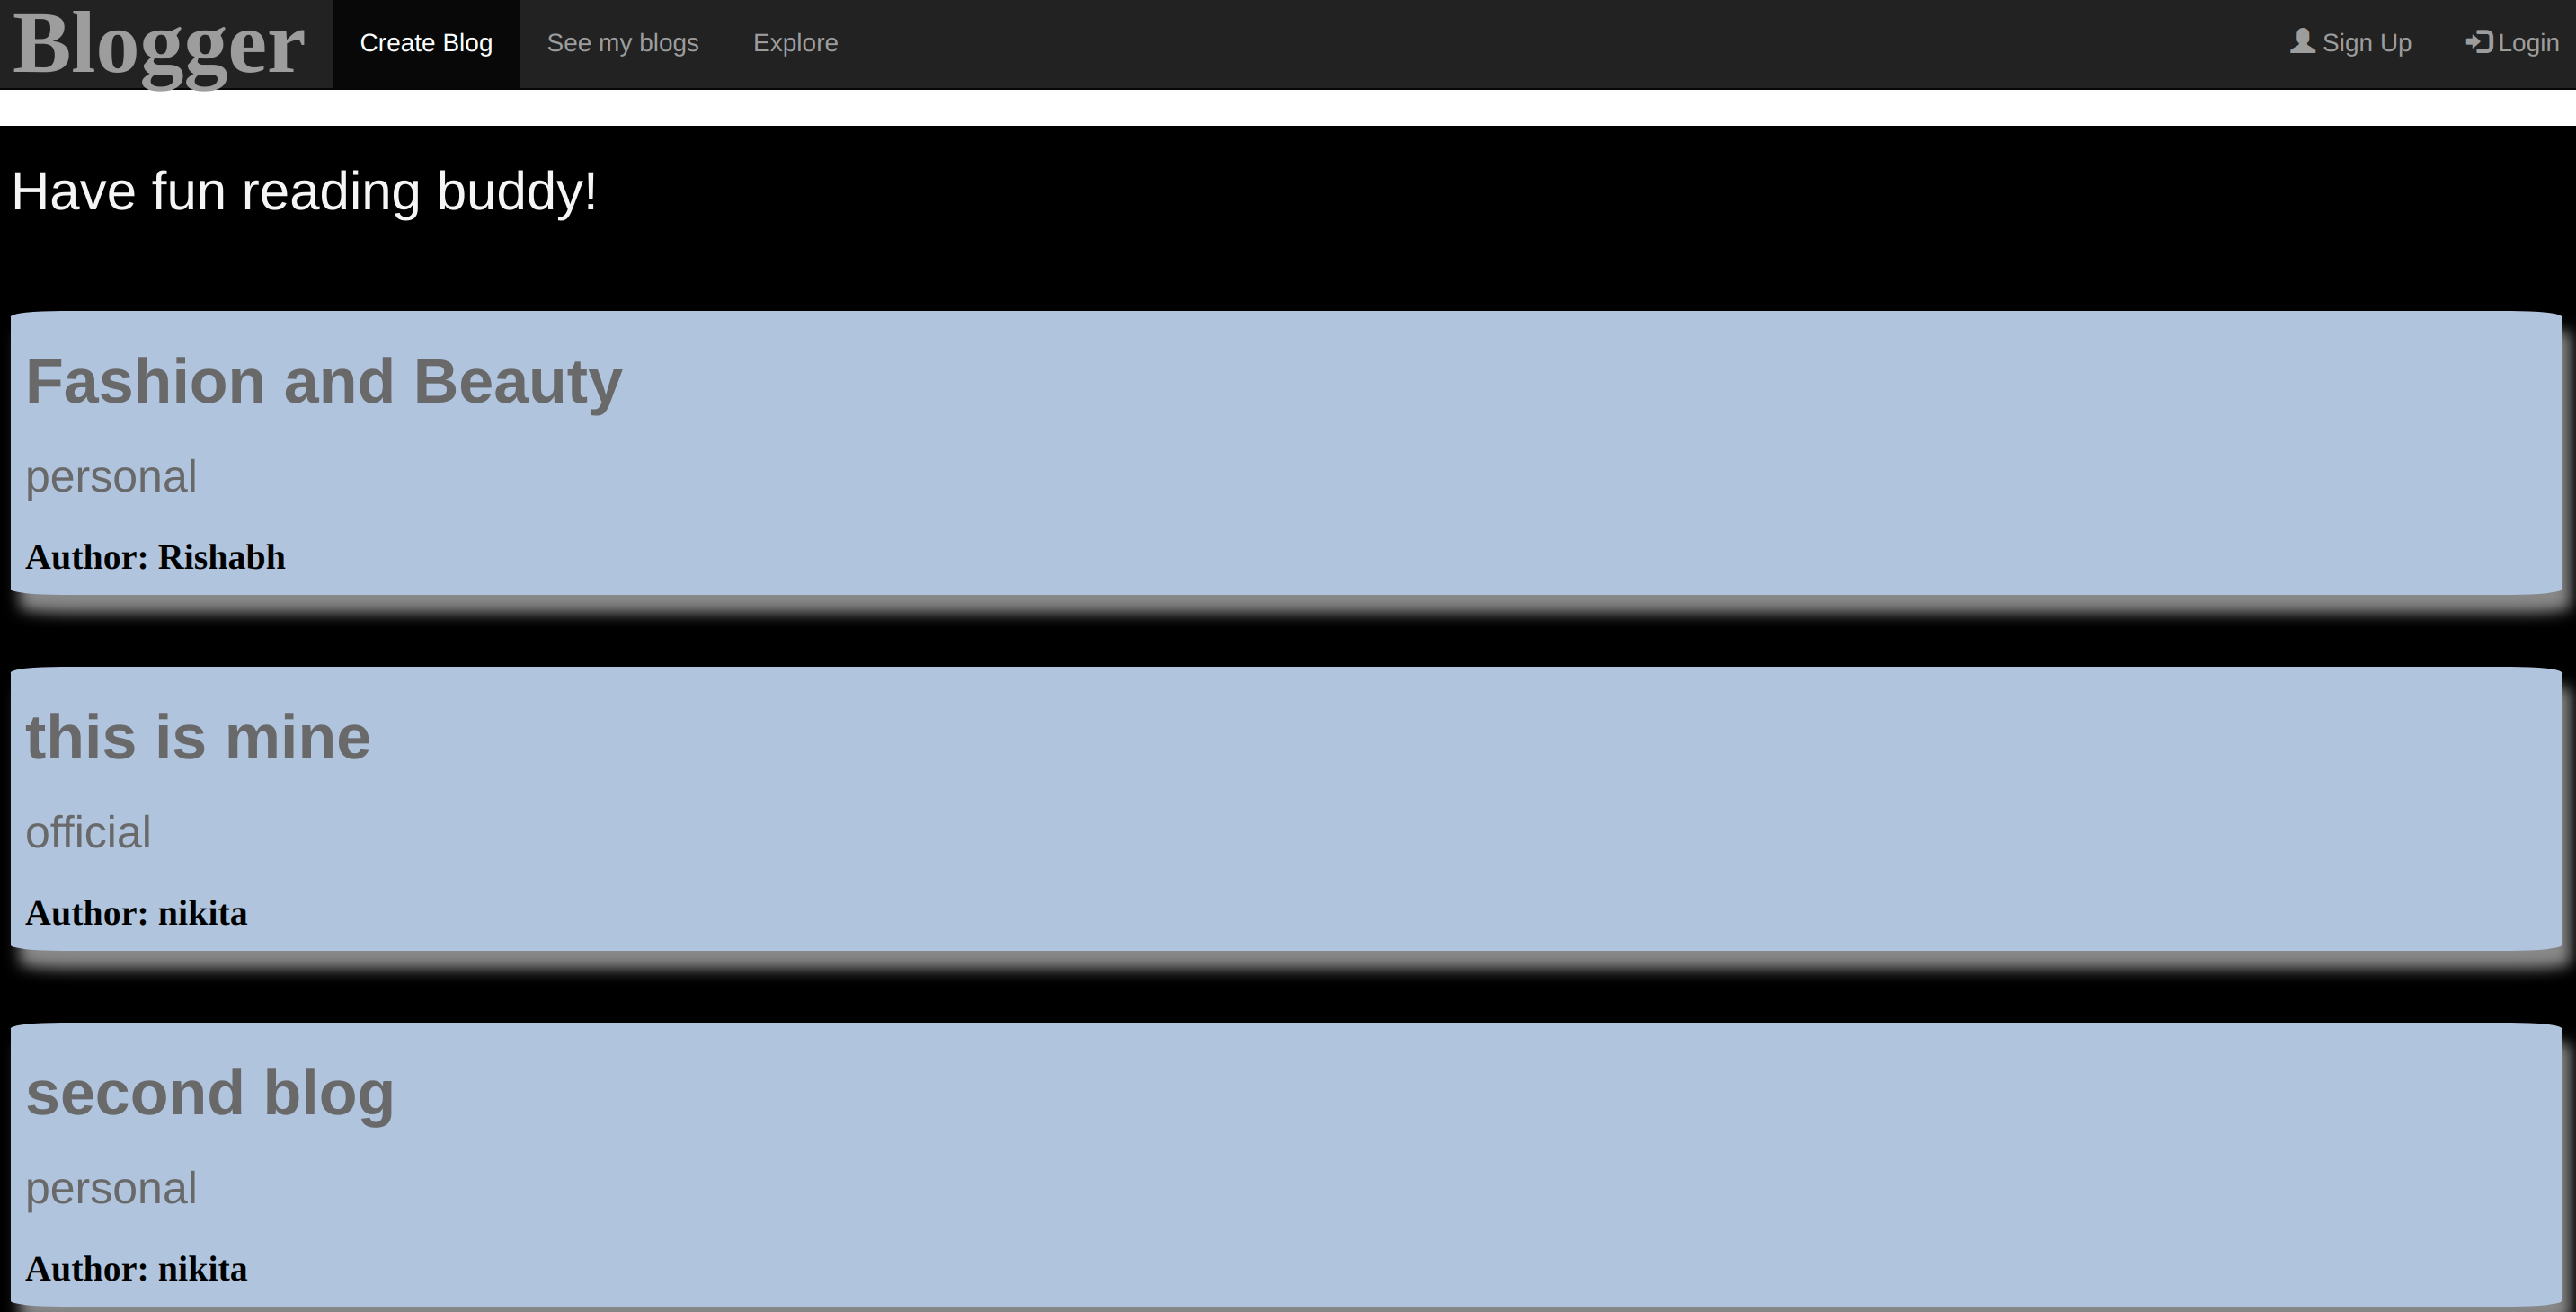 Blogger Create Blog See my blogs Explore Sign Up Login
Have fun reading buddy!
Fashion and Beauty
personal
Author: Rishabh
this is mine
official
Author: nikita
second blog
personal
Author: nikita